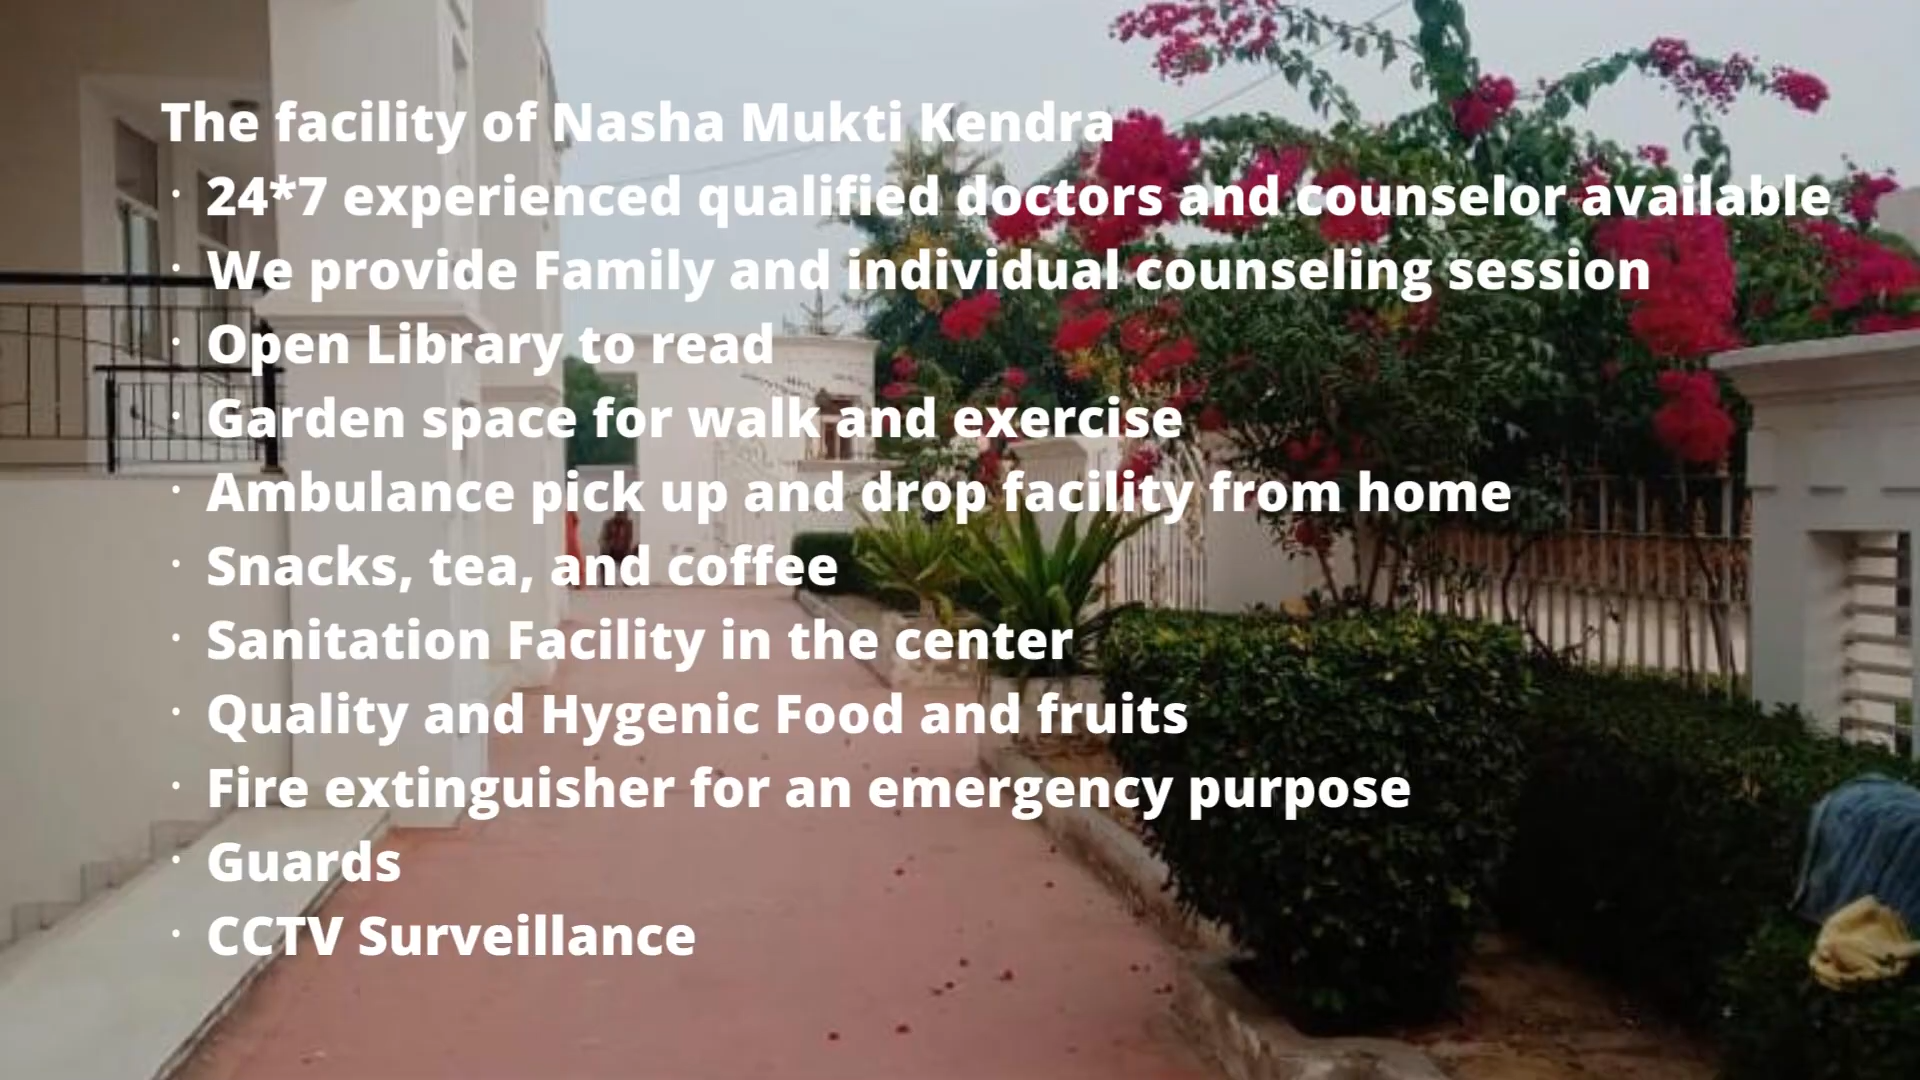 The facility of Nasha Mukti Kendra
· 24*7 experienced qualified doctors and counselor available
· We provide Family and individual counseling session
· Open Library to read
· Garden space for walk and exercise
· Ambulance pick up and drop facility from home
· Snacks, tea, and coffee
· Sanitation Facility in the center
· Quality and Hygenic Food and fruits
· Fire extinguisher for an emergency purpose
· Guards
· CCTV Surveillance